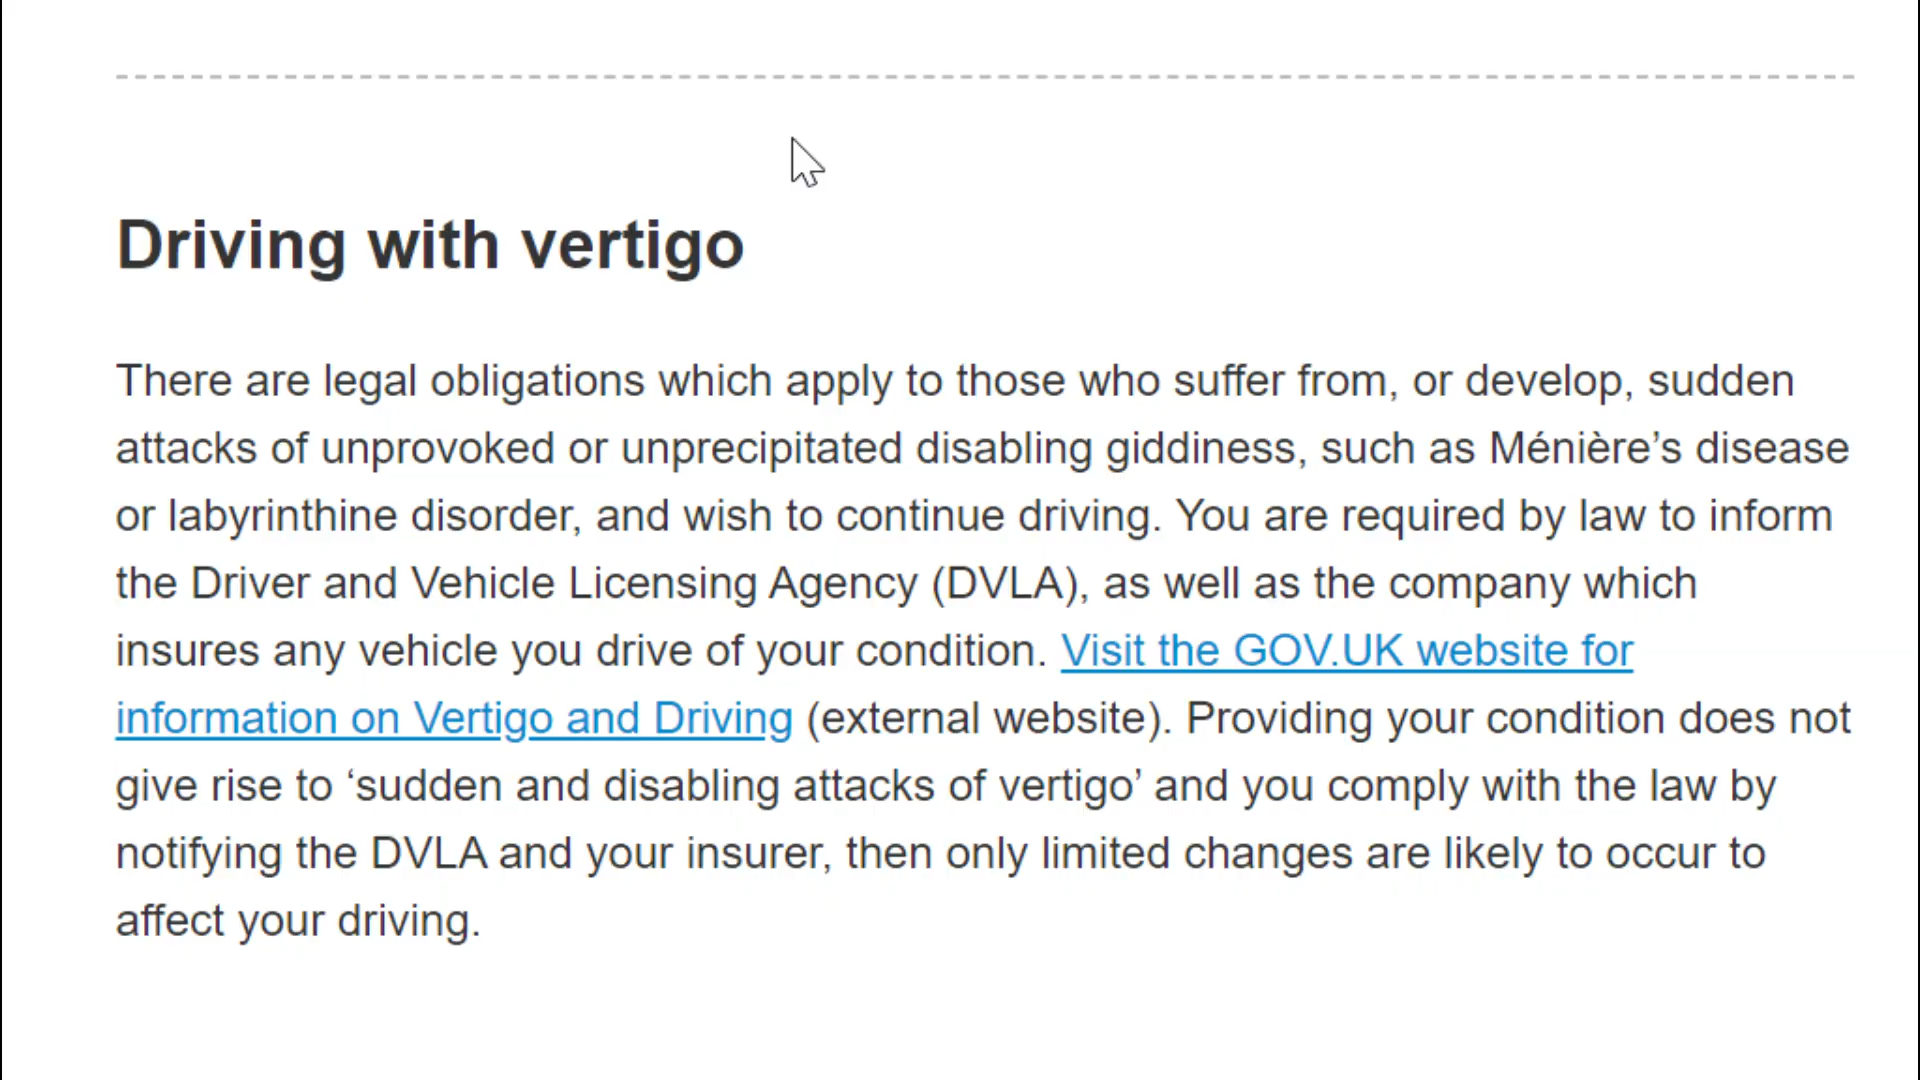 Driving with vertigo
There are legal obligations which apply to those who suffer from, or develop, sudden
attacks of unprovoked or unprecipitated disabling giddiness, such as Ménière’s disease
or labyrinthine disorder, and wish to continue driving. You are required by law to inform
the Driver and Vehicle Licensing Agency (DVLA), as well as the company which
insures any vehicle you drive of your condition. Visit the GOV.UK website for
information on Vertigo and Driving (external website). Providing your condition does not
give rise to ‘sudden and disabling attacks of vertigo’ and you comply with the law by
notifying the DVLA and your insurer, then only limited changes are likely to occur to
affect your driving.